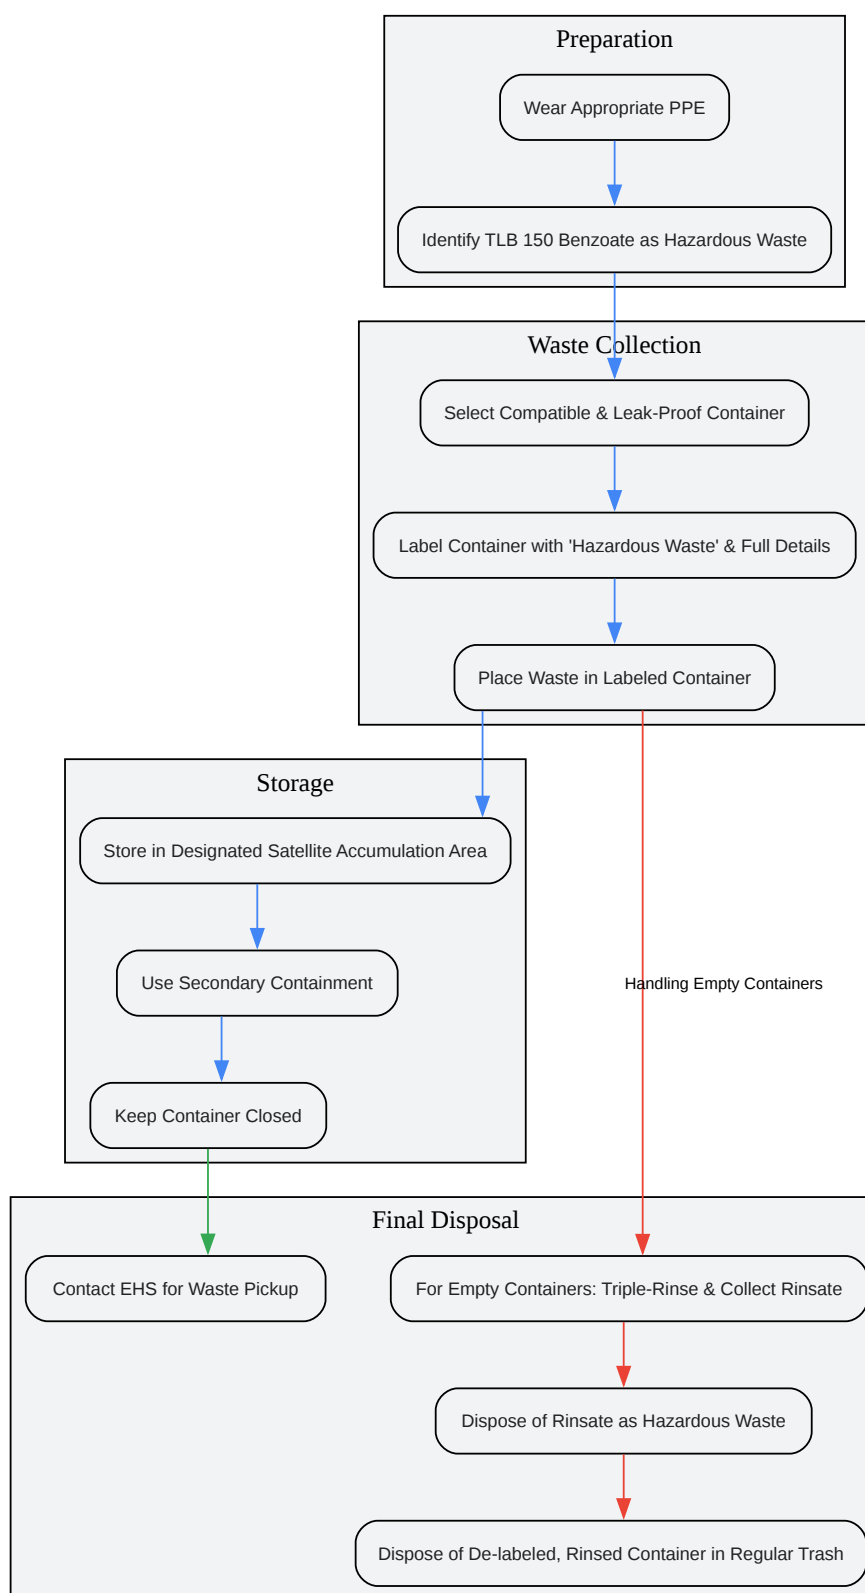 Preparation
Wear Appropriate PPE
Identify TLB 150 Benzoate as Hazardous Waste
Waste Collection
Select Compatible & Leak-Proof Container
Label Container with 'Hazardous Waste' & Full Details
Place Waste in Labeled Container
Storage
Store in Designated Satellite Accumulation Area
Use Secondary Containment
Handling Empty Containers
Keep Container Closed
Final Disposal
Contact EHS for Waste Pickup
For Empty Containers: Triple-Rinse & Collect Rinsate
Dispose of Rinsate as Hazardous Waste
Dispose of De-labeled, Rinsed Container in Regular Trash